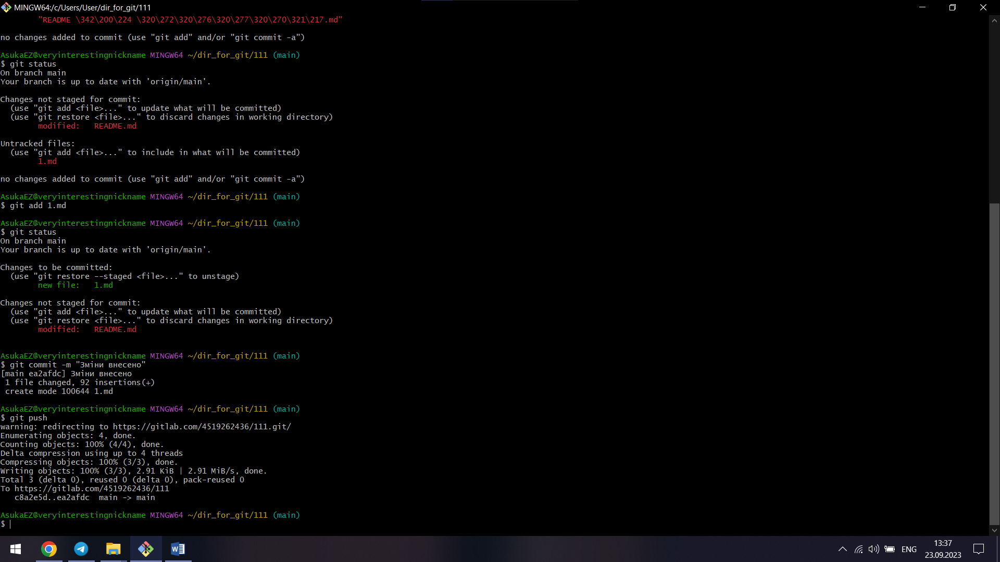 MINGW64:/c/Users/User/dir_for_git/111
"README \342\200\224 \320\272\320\276\320\277\320\270\321\217.md"
no changes added to commit (use "git add" and/or "git commit -a")
AsukaEZ@veryinterestingnickname MINGW64 ~/dir_for_git/111 (main)
$ git status
On branch main
Your branch is up to date with 'origin/main'.
Changes not staged for commit:
(use "git add <file>..." to update what will be committed)
(use "git restore <file>..." to discard changes in working directory)
modified:   README.md
Untracked files:
(use "git add <file>..." to include in what will be committed)
1.md
no changes added to commit (use "git add" and/or "git commit -a")
AsukaEZ@veryinterestingnickname MINGW64 ~/dir_for_git/111 (main)
$ git add 1.md
AsukaEZ@veryinterestingnickname MINGW64 ~/dir_for_git/111 (main)
$ git status
On branch main
Your branch is up to date with 'origin/main'.
Changes to be committed:
(use "git restore --staged <file>..." to unstage)
new file:   1.md
Changes not staged for commit:
(use "git add <file>..." to update what will be committed)
(use "git restore <file>..." to discard changes in working directory)
modified:   README.md
AsukaEZ@veryinterestingnickname MINGW64 ~/dir_for_git/111 (main)
$ git commit -m "Зміни внесено"
[main ea2afdc] Зміни внесено
1 file changed, 92 insertions(+)
create mode 100644 1.md
AsukaEZ@veryinterestingnickname MINGW64 ~/dir_for_git/111 (main)
$ git push
warning: redirecting to https://gitlab.com/4519262436/111.git/
Enumerating objects: 4, done.
Counting objects: 100% (4/4), done.
Delta compression using up to 4 threads
Compressing objects: 100% (3/3), done.
Writing objects: 100% (3/3), 2.91 KiB | 2.91 MiB/s, done.
Total 3 (delta 0), reused 0 (delta 0), pack-reused 0
To https://gitlab.com/4519262436/111
c8a2e5d..ea2afdc  main -> main
AsukaEZ@veryinterestingnickname MINGW64 ~/dir_for_git/111 (main)
$
W
ENG
13:37
23.09.2023